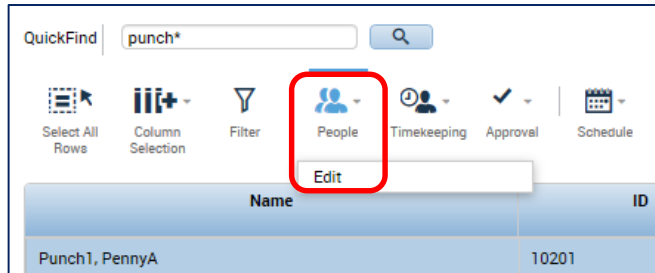 QuickFind punch*
Select All Rows
Column Selection
Filter
People
Timekeeping
Approval
Schedule
Edit
Name ID
Punch1, PennyA 10201